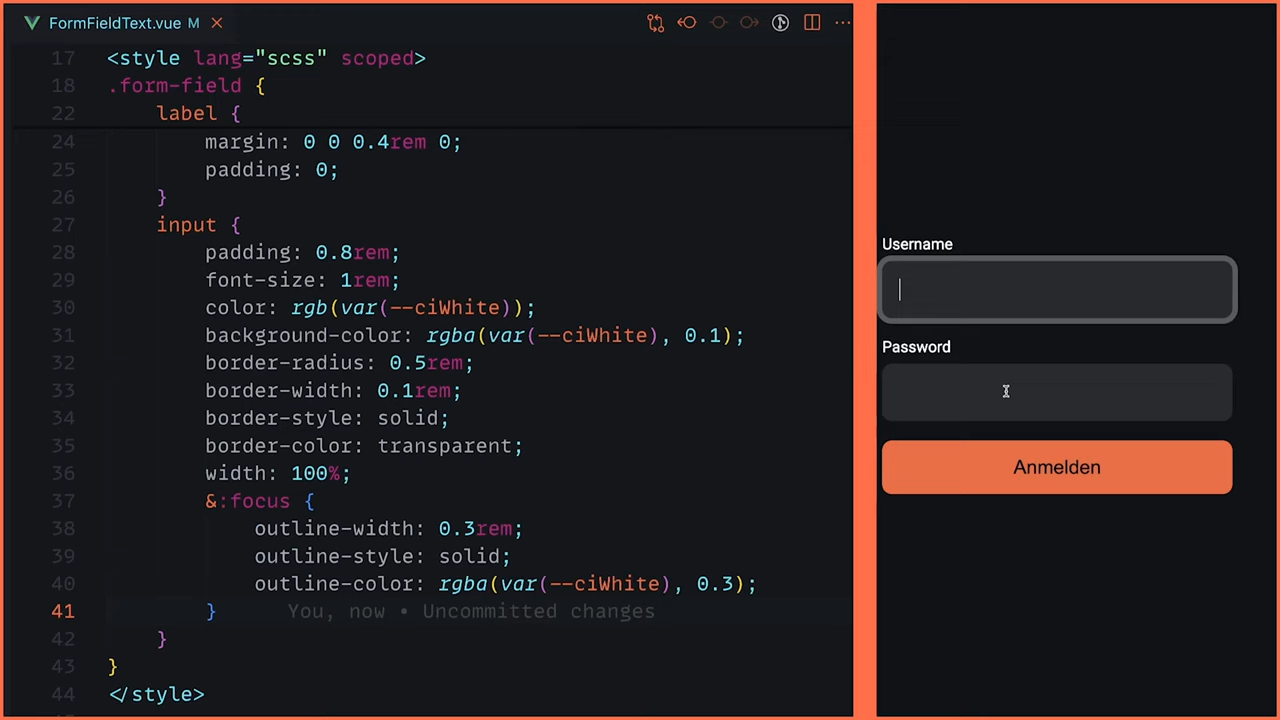 FormFieldText.vue M
17 <style lang="scss" scoped>
18 .form-field {
22 label {
24 margin: 0 0 0.4rem 0;
25 padding: 0;
26 }
27 input {
28 padding: 0.8rem;
29 font-size: 1rem;
30 color: rgb(var(--ciWhite));
31 background-color: rgba(var(--ciWhite), 0.1);
32 border-radius: 0.5rem;
33 border-width: 0.1rem;
34 border-style: solid;
35 border-color: transparent;
36 width: 100%;
37 &:focus {
38 outline-width: 0.3rem;
39 outline-style: solid;
40 outline-color: rgba(var(--ciWhite), 0.3);
41 } You, now • Uncommitted changes
42 }
43 }
44 </style>
Username
Password
Anmelden